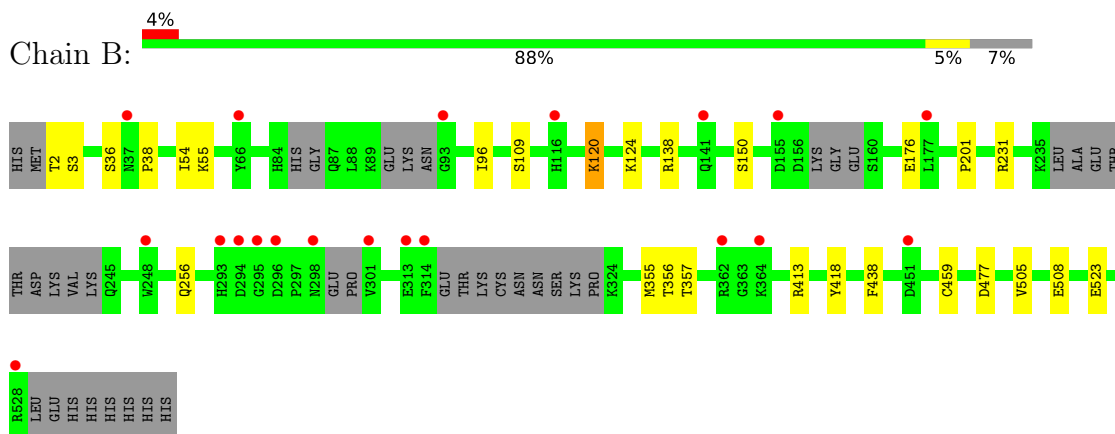 4%
Chain B:
88% 5% 7%
HIS MET T2 S3 S36 N37 P38 I54 K55 Y66 H84 HIS GLY Q87 L88 K89 GLU LYS ASN G93 I96 S109 H116 K120 K124 R138 Q141 S150 D155 D156 LYS GLY GLU S160 E176 L177 P201 R231 K235 LEU ALA GLU THR
THR ASP LYS VAL LYS Q245 W248 Q256 H293 D294 G295 D296 P297 N298 GLU PRO V301 E313 F314 GLU THR LYS CYS ASN ASN SER LYS PRO K324 M355 T356 T357 R362 G363 K364 R413 Y418 F438 D451 C459 D477 V505 E508 E523
R528 LEU GLU HIS HIS HIS HIS HIS HIS